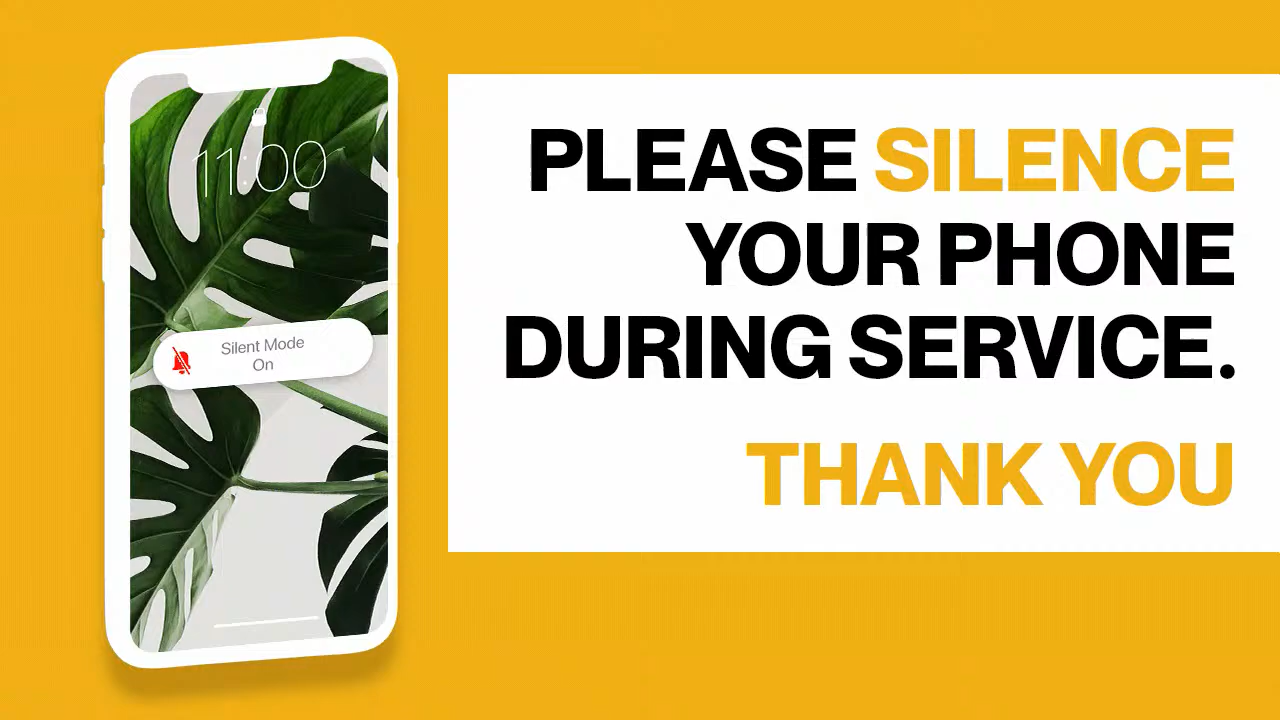 11:00
Silent Mode
On
PLEASE SILENCE
YOUR PHONE
DURING SERVICE.
THANK YOU